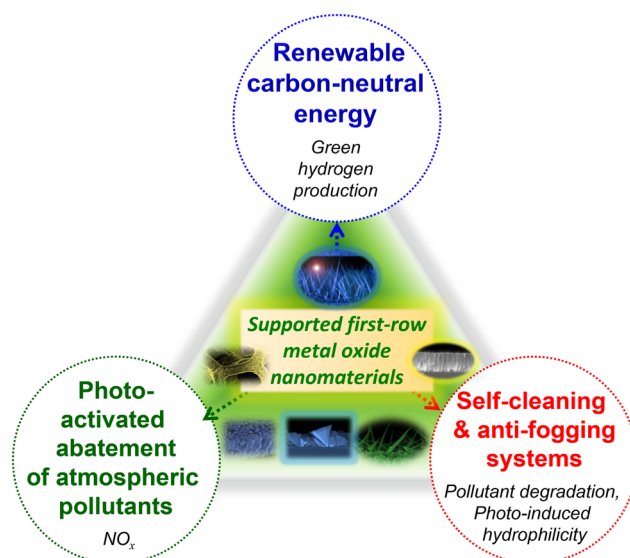 Renewable
carbon-neutral
energy
Green
hydrogen
production
Supported first-row
metal oxide
nanomaterials
Photo-
activated
abatement
of atmospheric
pollutants
NOx
Self-cleaning
& anti-fogging
systems
Pollutant degradation,
Photo-induced
hydrophilicity